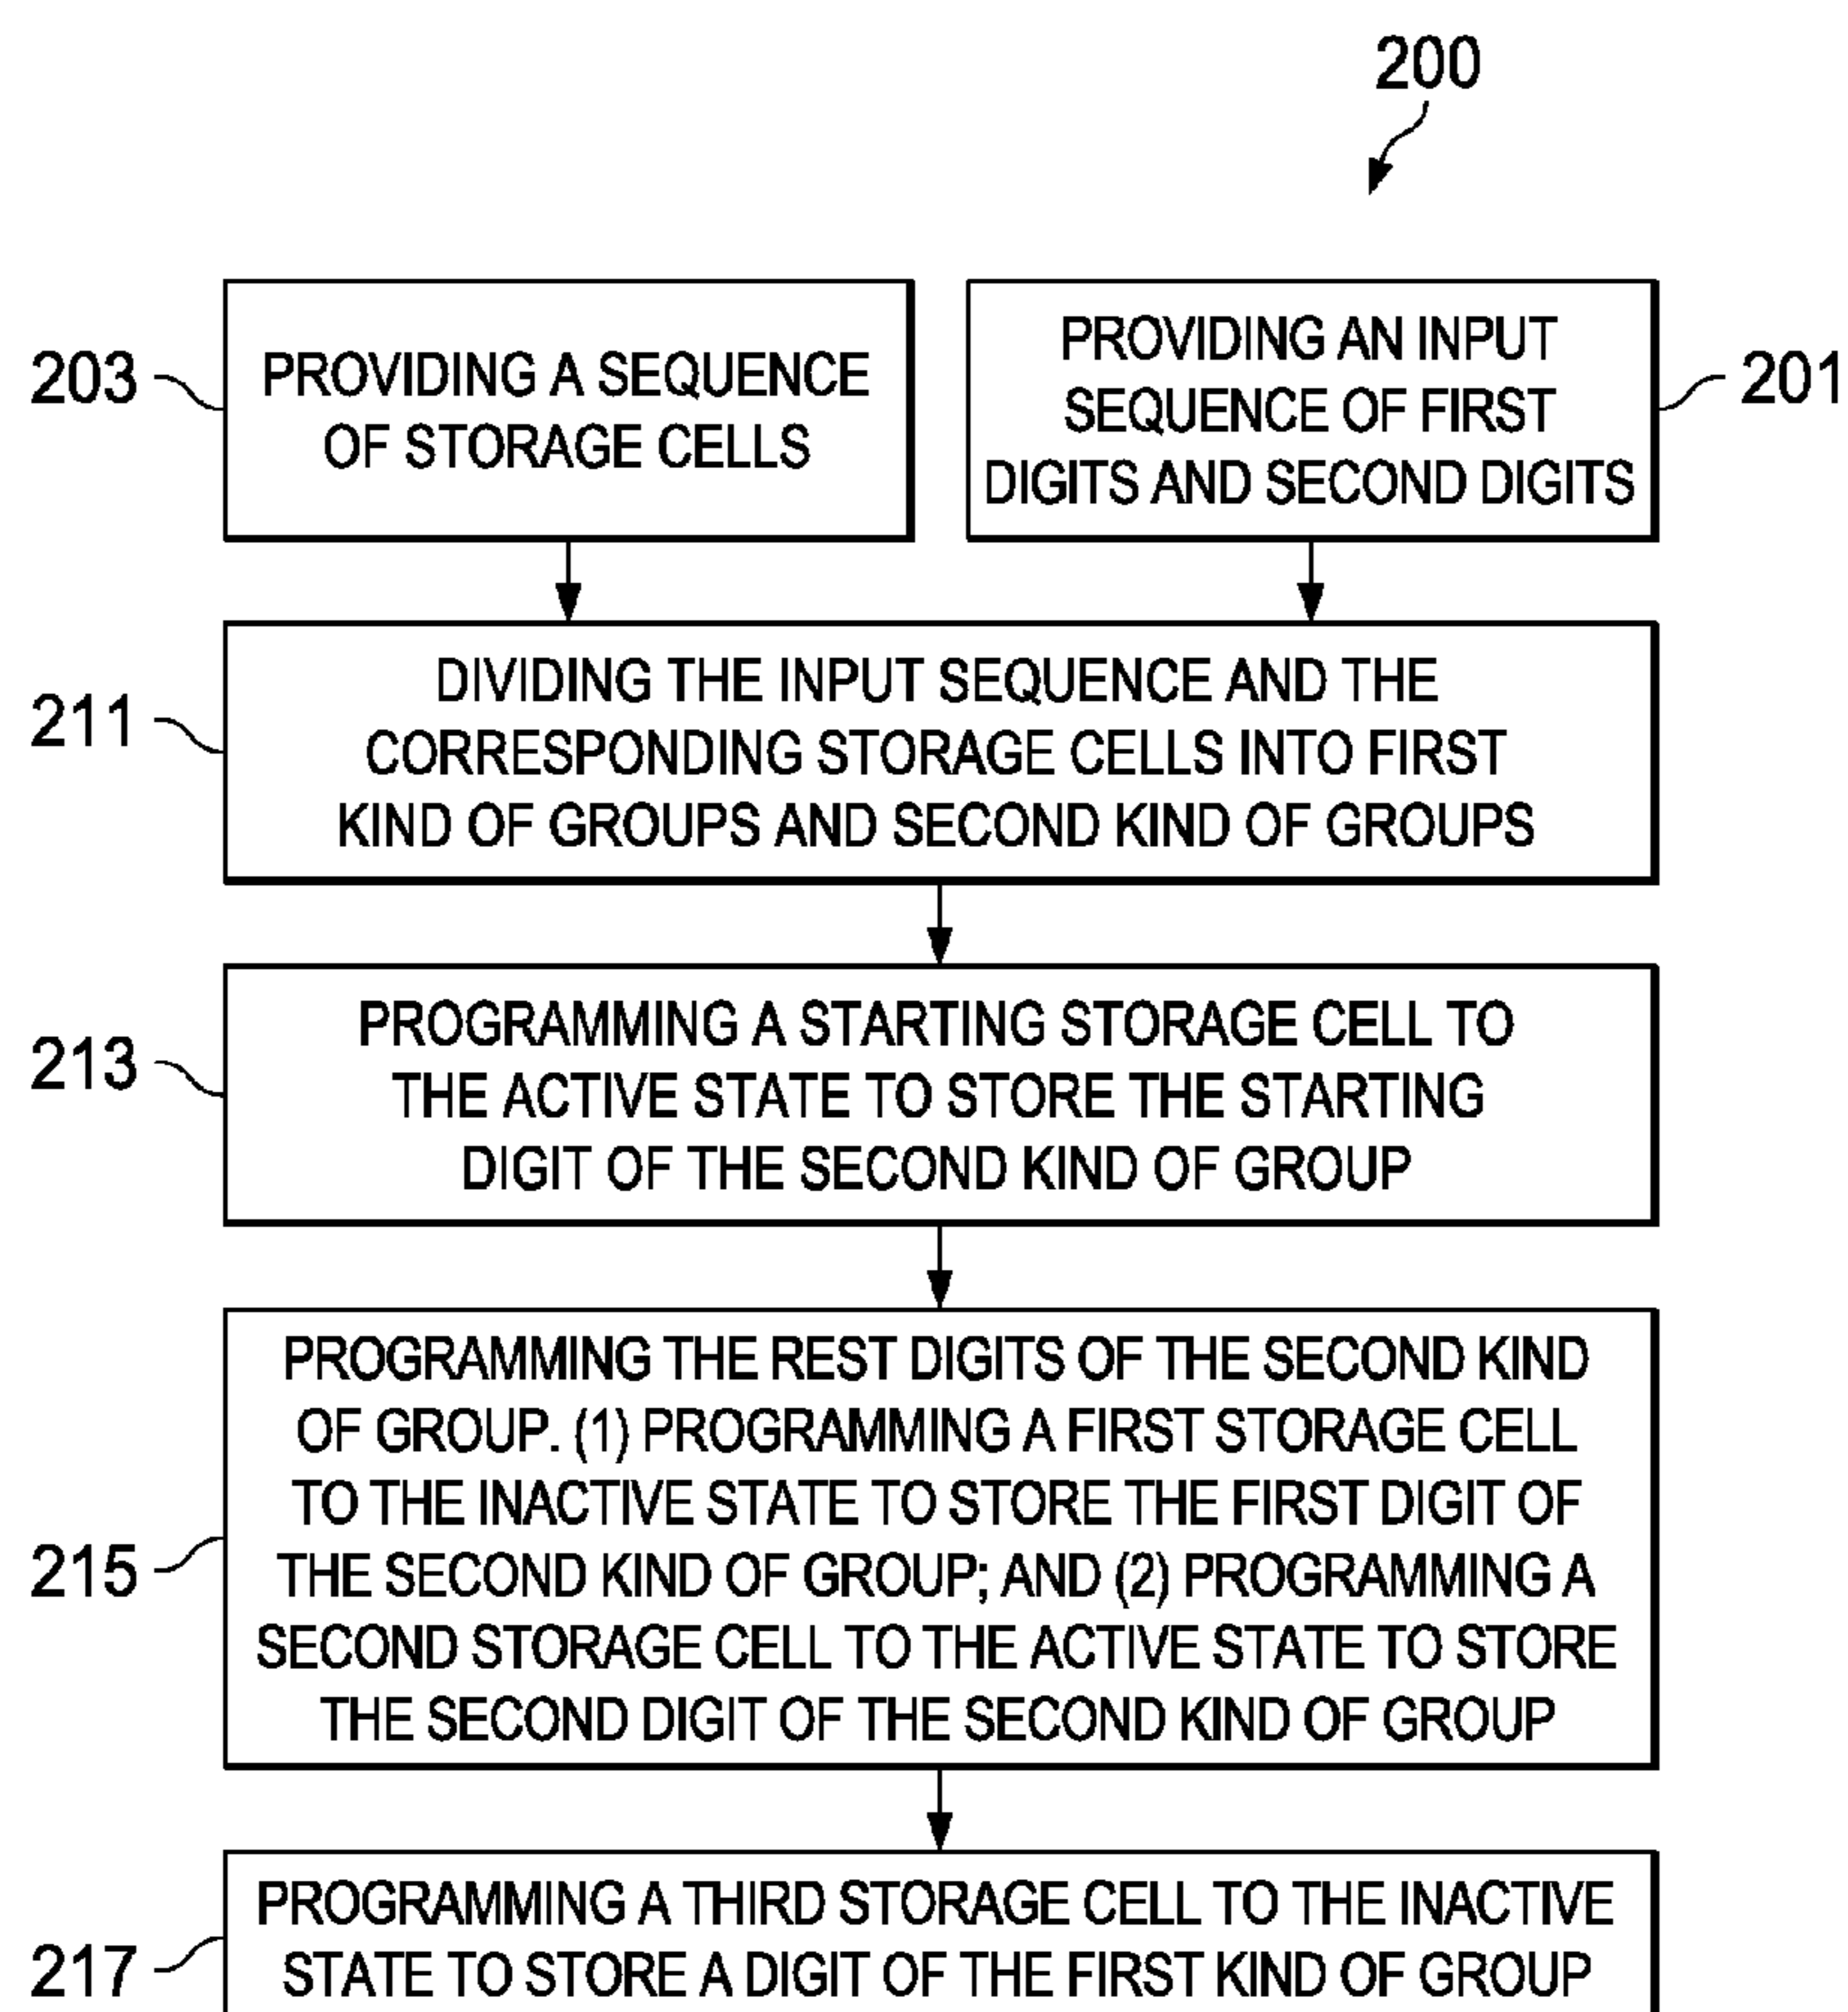 200
203
PROVIDING A SEQUENCE
OF STORAGE CELLS
PROVIDING AN INPUT
SEQUENCE OF FIRST
DIGITS AND SECOND DIGITS
201
211
DIVIDING THE INPUT SEQUENCE AND THE
CORRESPONDING STORAGE CELLS INTO FIRST
KIND OF GROUPS AND SECOND KIND OF GROUPS
213
PROGRAMMING A STARTING STORAGE CELL TO
THE ACTIVE STATE TO STORE THE STARTING
DIGIT OF THE SECOND KIND OF GROUP
215
PROGRAMMING THE REST DIGITS OF THE SECOND KIND
OF GROUP. (1) PROGRAMMING A FIRST STORAGE CELL
TO THE INACTIVE STATE TO STORE THE FIRST DIGIT OF
THE SECOND KIND OF GROUP; AND (2) PROGRAMMING A
SECOND STORAGE CELL TO THE ACTIVE STATE TO STORE
THE SECOND DIGIT OF THE SECOND KIND OF GROUP
217
PROGRAMMING A THIRD STORAGE CELL TO THE INACTIVE
STATE TO STORE A DIGIT OF THE FIRST KIND OF GROUP